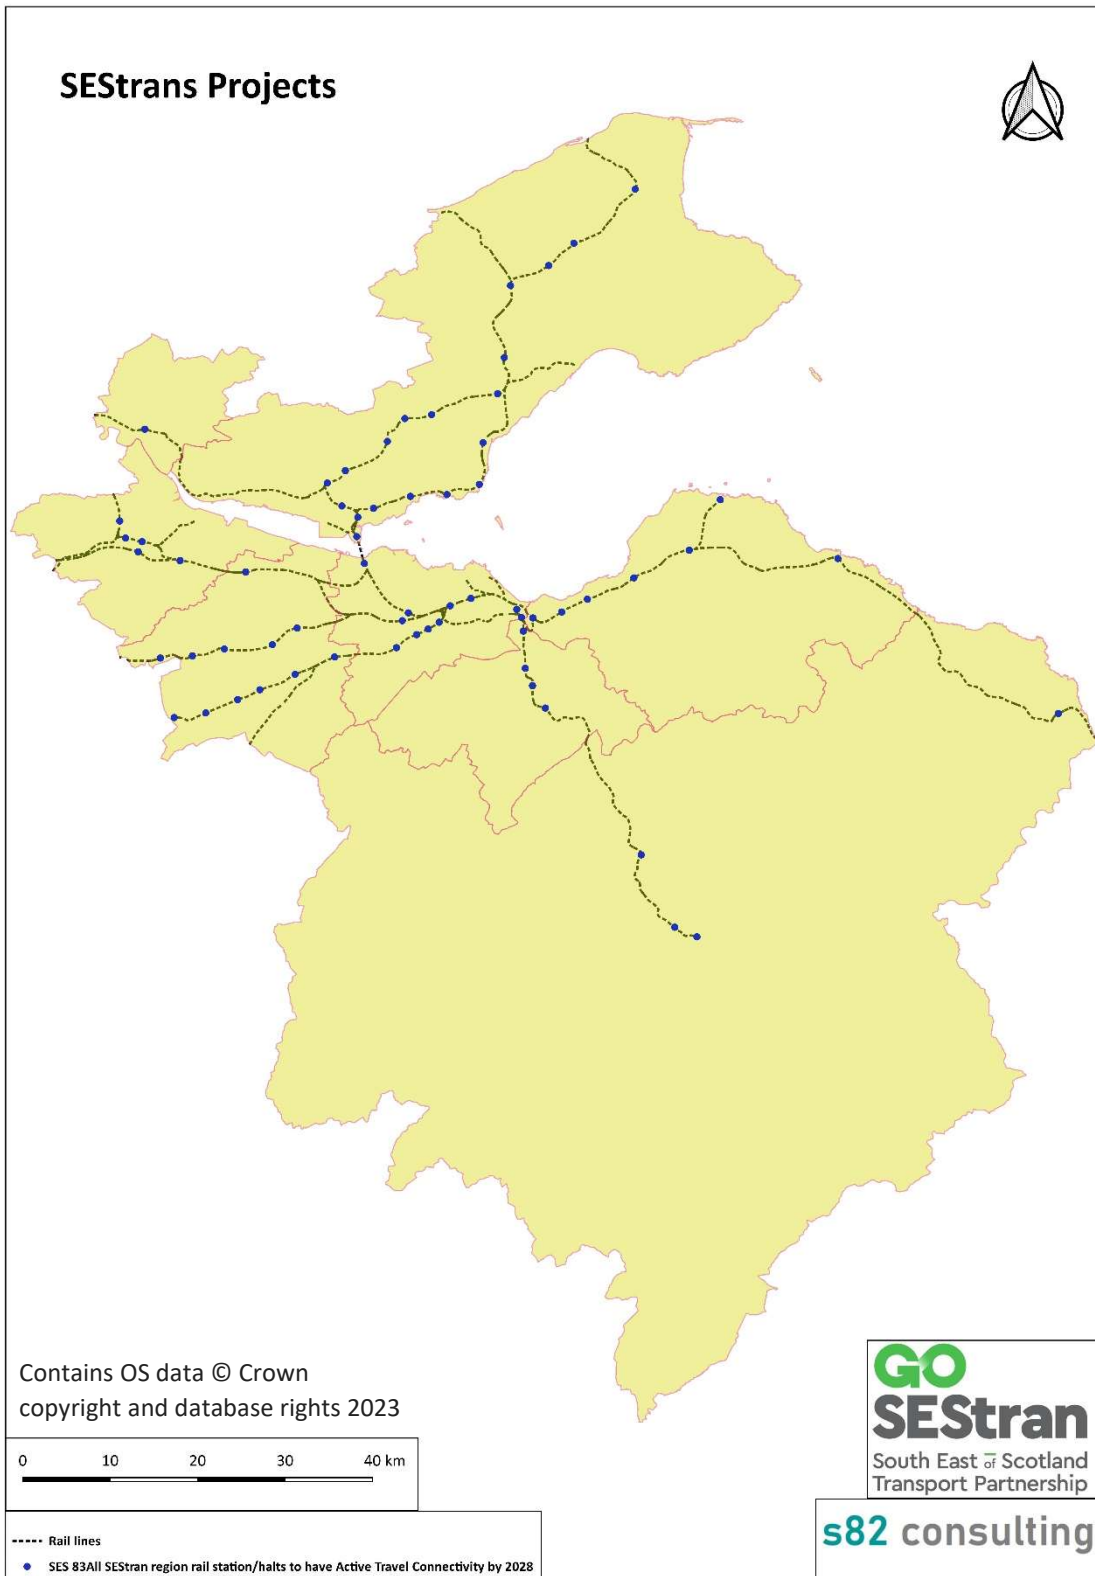 SEStrans Projects
Contains OS data © Crown
copyright and database rights 2023
0 10 20 30 40 km
Rail lines
SES 83All SEStran region rail station/halts to have Active Travel Connectivity by 2028
GO
SEStran
South East of Scotland
Transport Partnership
s82 consulting